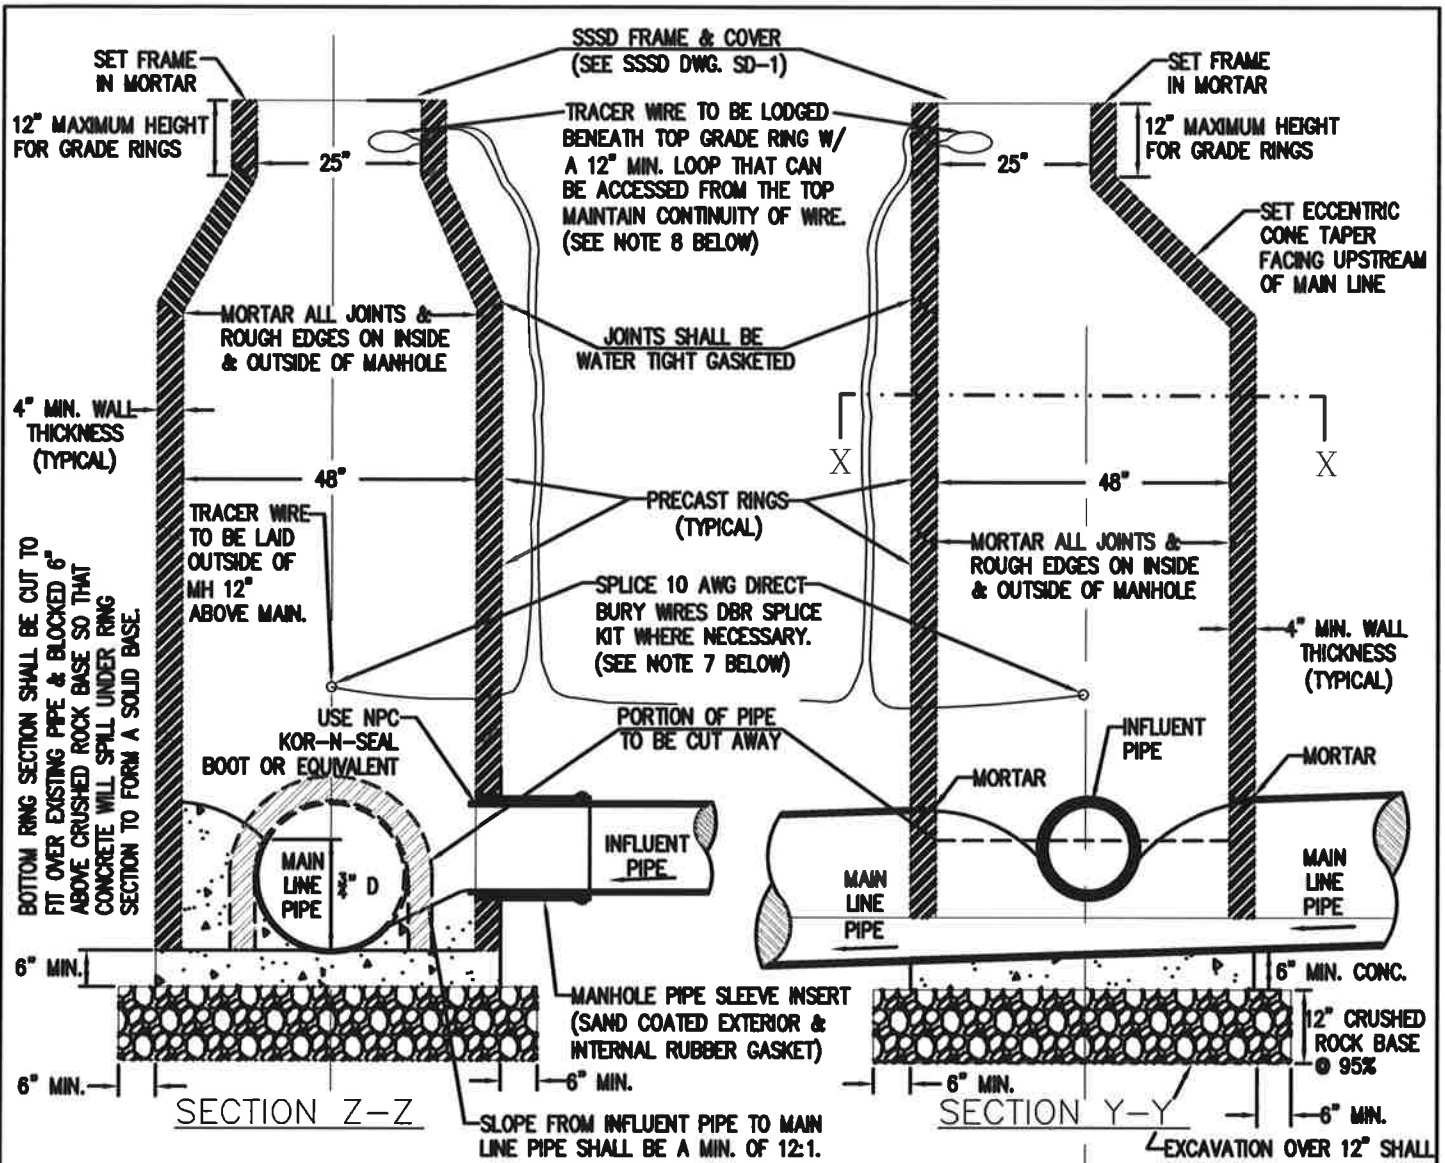 SET FRAME
IN MORTAR
12" MAXIMUM HEIGHT
FOR GRADE RINGS
25"
MORTAR ALL JOINTS &
ROUGH EDGES ON INSIDE
& OUTSIDE OF MANHOLE
4" MIN. WALL
THICKNESS
(TYPICAL)
48"
TRACER WIRE
TO BE LAID
OUTSIDE OF
MH 12"
ABOVE MAIN.
BOTTOM RING SECTION SHALL BE CUT TO
FIT OVER EXISTING PIPE & BLOCKED 6"
ABOVE CRUSHED ROCK BASE SO THAT
CONCRETE WILL SPILL UNDER RING
SECTION TO FORM A SOLID BASE.
USE NPC
KOR-N-SEAL
BOOT OR EQUIVALENT
MAIN
LINE
PIPE
3/4" D
INFLUENT
PIPE
6" MIN.
6" MIN.
6" MIN.
SECTION Z-Z
SSSD FRAME & COVER
(SEE SSSD DWG. SD-1)
TRACER WIRE TO BE LODGED
BENEATH TOP GRADE RING W/
A 12" MIN. LOOP THAT CAN
BE ACCESSED FROM THE TOP
MAINTAIN CONTINUITY OF WIRE.
(SEE NOTE 8 BELOW)
JOINTS SHALL BE
WATER TIGHT GASKETED
PRECAST RINGS
(TYPICAL)
SPLICE 10 AWG DIRECT
BURY WIRES DBR SPLICE
KIT WHERE NECESSARY.
(SEE NOTE 7 BELOW)
PORTION OF PIPE
TO BE CUT AWAY
MANHOLE PIPE SLEEVE INSERT
(SAND COATED EXTERIOR &
INTERNAL RUBBER GASKET)
SLOPE FROM INFLUENT PIPE TO MAIN
LINE PIPE SHALL BE A MIN. OF 12:1.
SET FRAME
IN MORTAR
12" MAXIMUM HEIGHT
FOR GRADE RINGS
25"
SET ECCENTRIC
CONE TAPER
FACING UPSTREAM
OF MAIN LINE
X
X
48"
MORTAR ALL JOINTS &
ROUGH EDGES ON INSIDE
& OUTSIDE OF MANHOLE
4" MIN. WALL
THICKNESS
(TYPICAL)
INFLUENT
PIPE
MORTAR
MORTAR
MAIN
LINE
PIPE
MAIN
LINE
PIPE
6" MIN. CONC.
12" CRUSHED
ROCK BASE
@ 95%
6" MIN.
6" MIN.
SECTION Y-Y
EXCAVATION OVER 12" SHALL